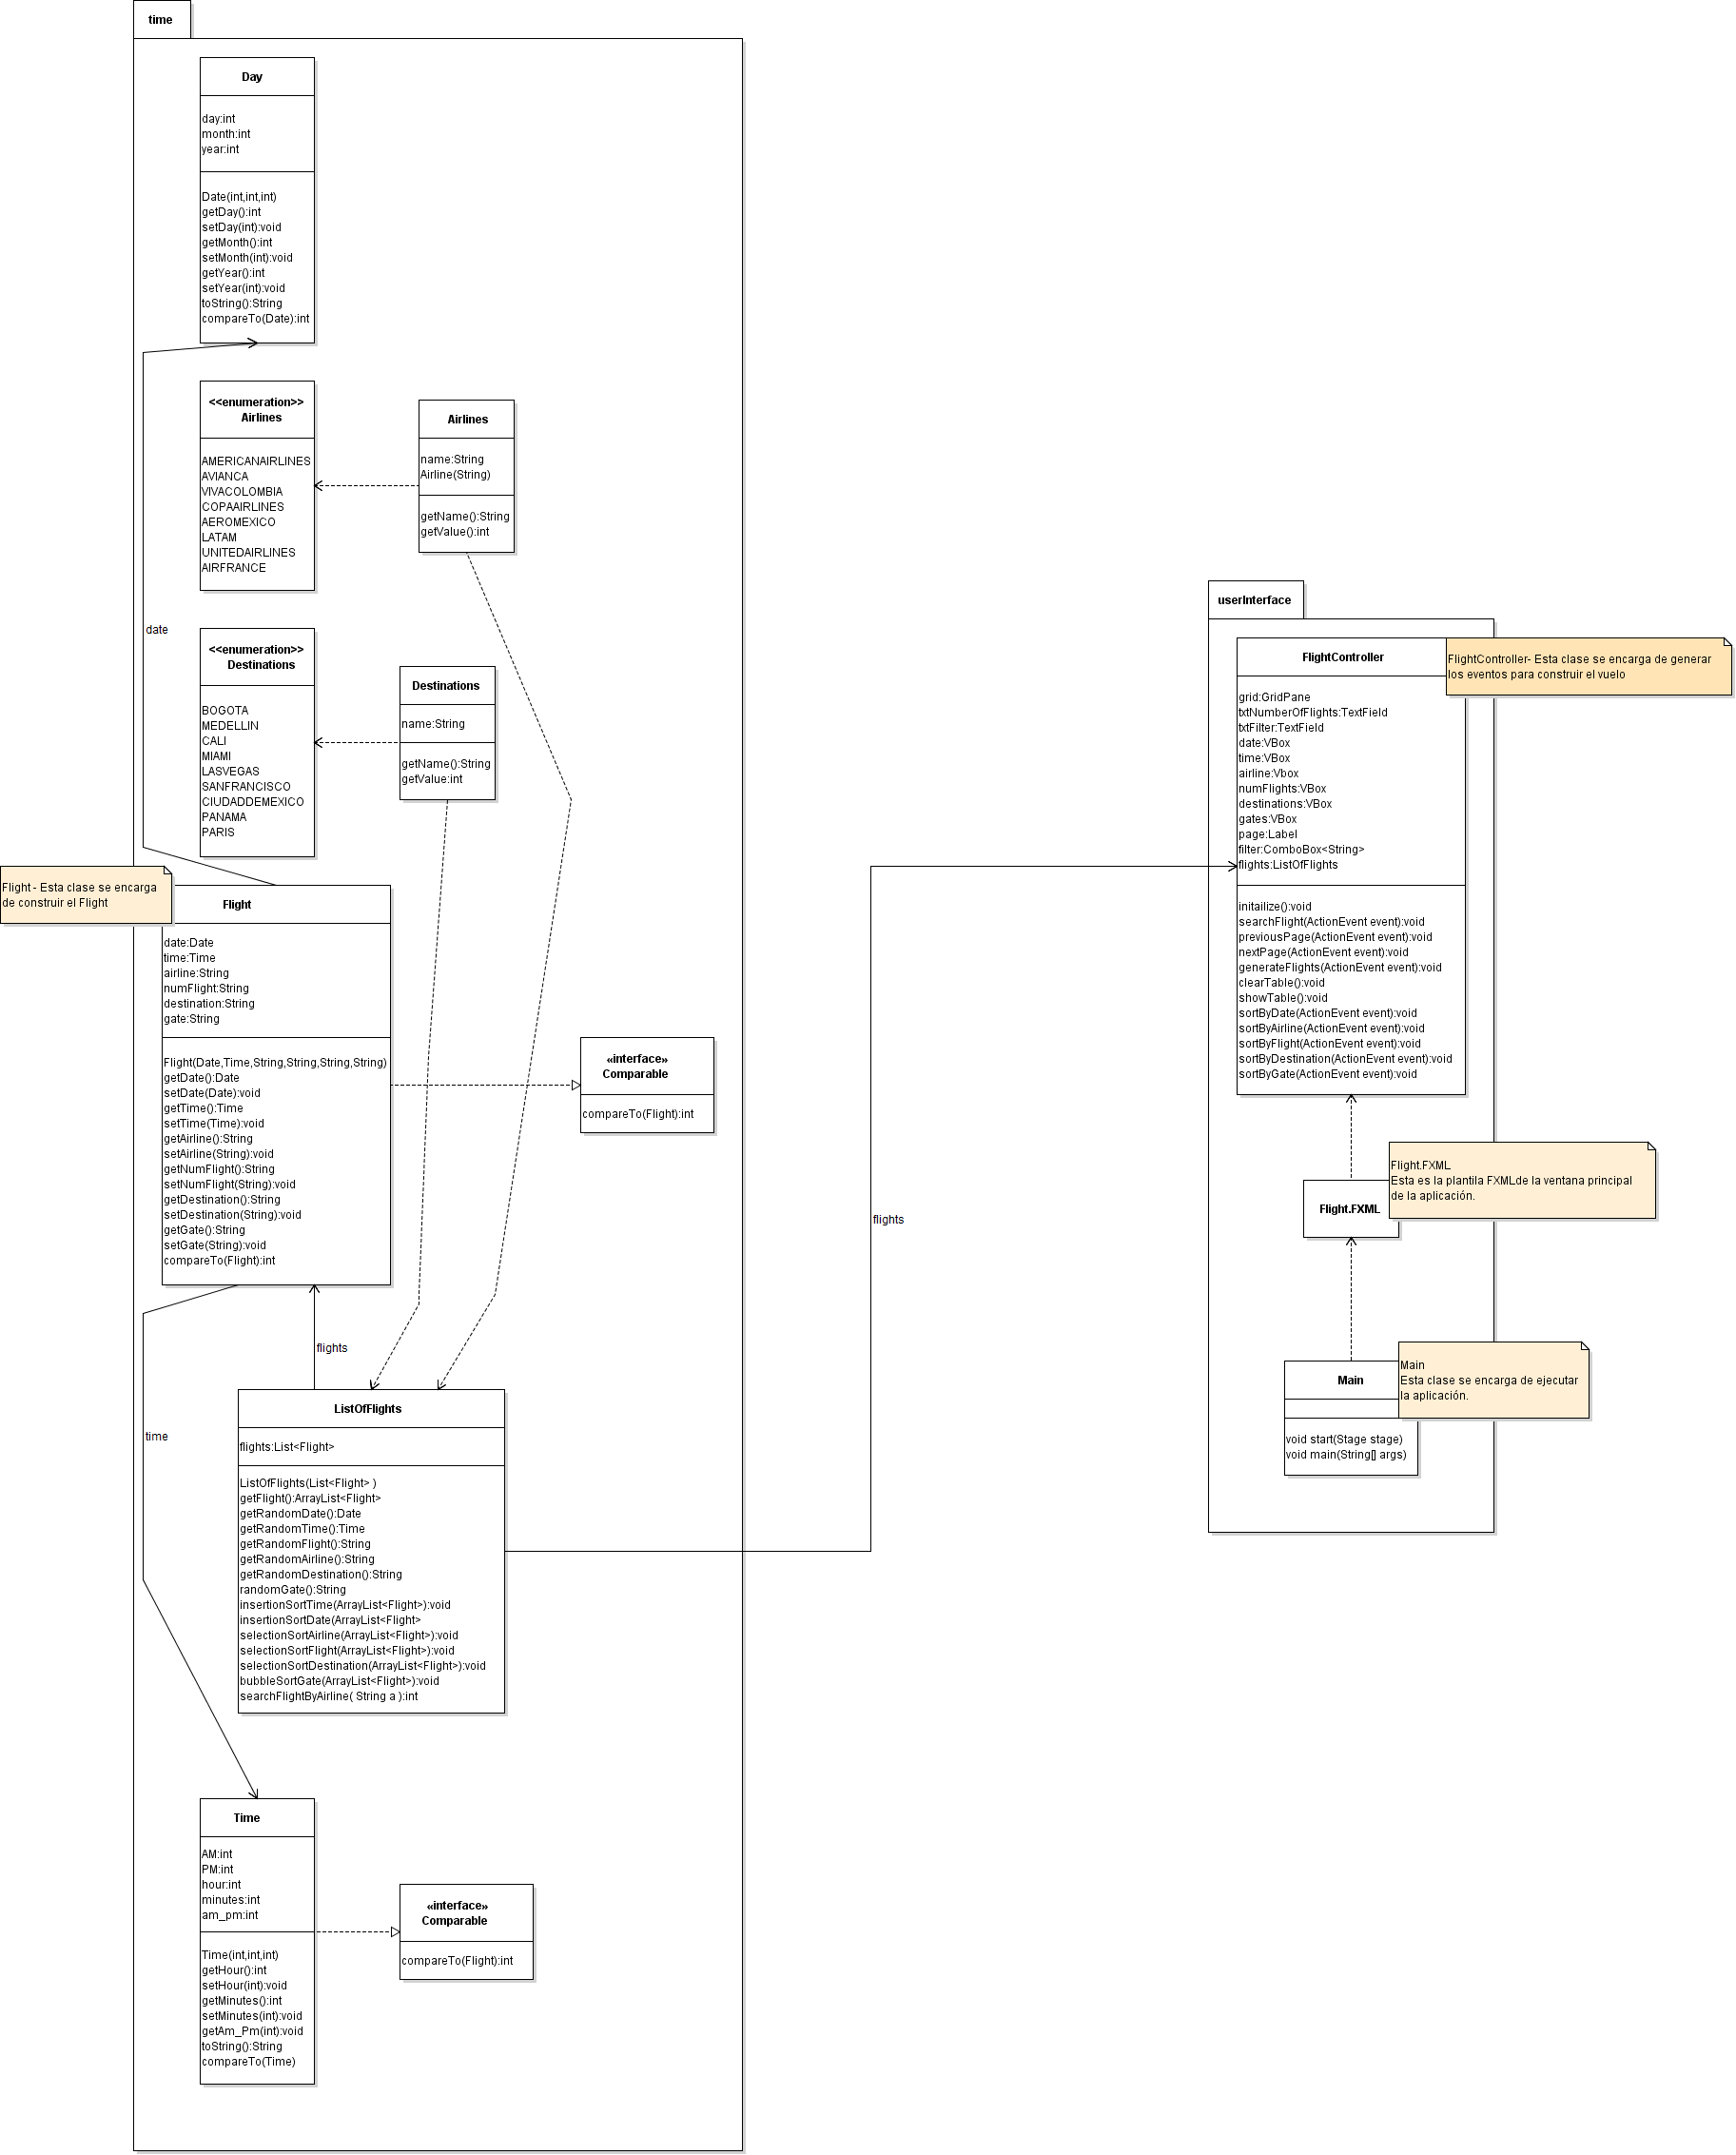 time
Day
day:int
month:int
year:int
Date(int,int,int)
getDay():int
setDay(int):void
getMonth():int
setMonth(int):void
getYear():int
setYear(int):void
toString():String
compareTo(Date):int
<<enumeration>>
Airlines
AMERICANAIRLINES
AVIANCA
VIVACOLOMBIA
COPAAIRLINES
AEROMEXICO
LATAM
UNITEDAIRLINES
AIRFRANCE
Airlines
name:String
Airline(String)
getName():String
getValue():int
date
<<enumeration>>
Destinations
BOGOTA
MEDELLIN
CALI
MIAMI
LASVEGAS
SANFRANCISCO
CIUDADDEMEXICO
PANAMA
PARIS
Destinations
name:String
getName():String
getValue:int
Flight - Esta clase se encarga
de construir el Flight
Flight
date:Date
time:Time
airline:String
numFlight:String
destination:String
gate:String
Flight(Date,Time,String,String,String,String)
getDate():Date
setDate(Date):void
getTime():Time
setTime(Time):void
getAirline():String
setAirline(String):void
getNumFlight():String
setNumFlight(String):void
getDestination():String
setDestination(String):void
getGate():String
setGate(String):void
compareTo(Flight):int
«interface»
Comparable
compareTo(Flight):int
flights
time
ListOfFlights
flights:List<Flight>
ListOfFlights(List<Flight> )
getFlight():ArrayList<Flight>
getRandomDate():Date
getRandomTime():Time
getRandomFlight():String
getRandomAirline():String
getRandomDestination():String
randomGate():String
insertionSortTime(ArrayList<Flight>):void
insertionSortDate(ArrayList<Flight>
selectionSortAirline(ArrayList<Flight>):void
selectionSortFlight(ArrayList<Flight>):void
selectionSortDestination(ArrayList<Flight>):void
bubbleSortGate(ArrayList<Flight>):void
searchFlightByAirline( String a ):int
Time
AM:int
PM:int
hour:int
minutes:int
am_pm:int
Time(int,int,int)
getHour():int
setHour(int):void
getMinutes():int
setMinutes(int):void
getAm_Pm(int):void
toString():String
compareTo(Time)
«interface»
Comparable
compareTo(Flight):int
flights
userInterface
FlightController
grid:GridPane
txtNumberOfFlights:TextField
txtFilter:TextField
date:VBox
time:VBox
airline:Vbox
numFlights:VBox
destinations:VBox
gates:VBox
page:Label
filter:ComboBox<String>
flights:ListOfFlights
initailize():void
searchFlight(ActionEvent event):void
previousPage(ActionEvent event):void
nextPage(ActionEvent event):void
generateFlights(ActionEvent event):void
clearTable():void
showTable():void
sortByDate(ActionEvent event):void
sortByAirline(ActionEvent event):void
sortByFlight(ActionEvent event):void
sortByDestination(ActionEvent event):void
sortByGate(ActionEvent event):void
FlightController- Esta clase se encarga de generar
los eventos para construir el vuelo
Flight.FXML
Flight.FXML
Esta es la plantila FXMLde la ventana principal
de la aplicación.
Main
void start(Stage stage)
void main(String[] args)
Main
Esta clase se encarga de ejecutar
la aplicación.